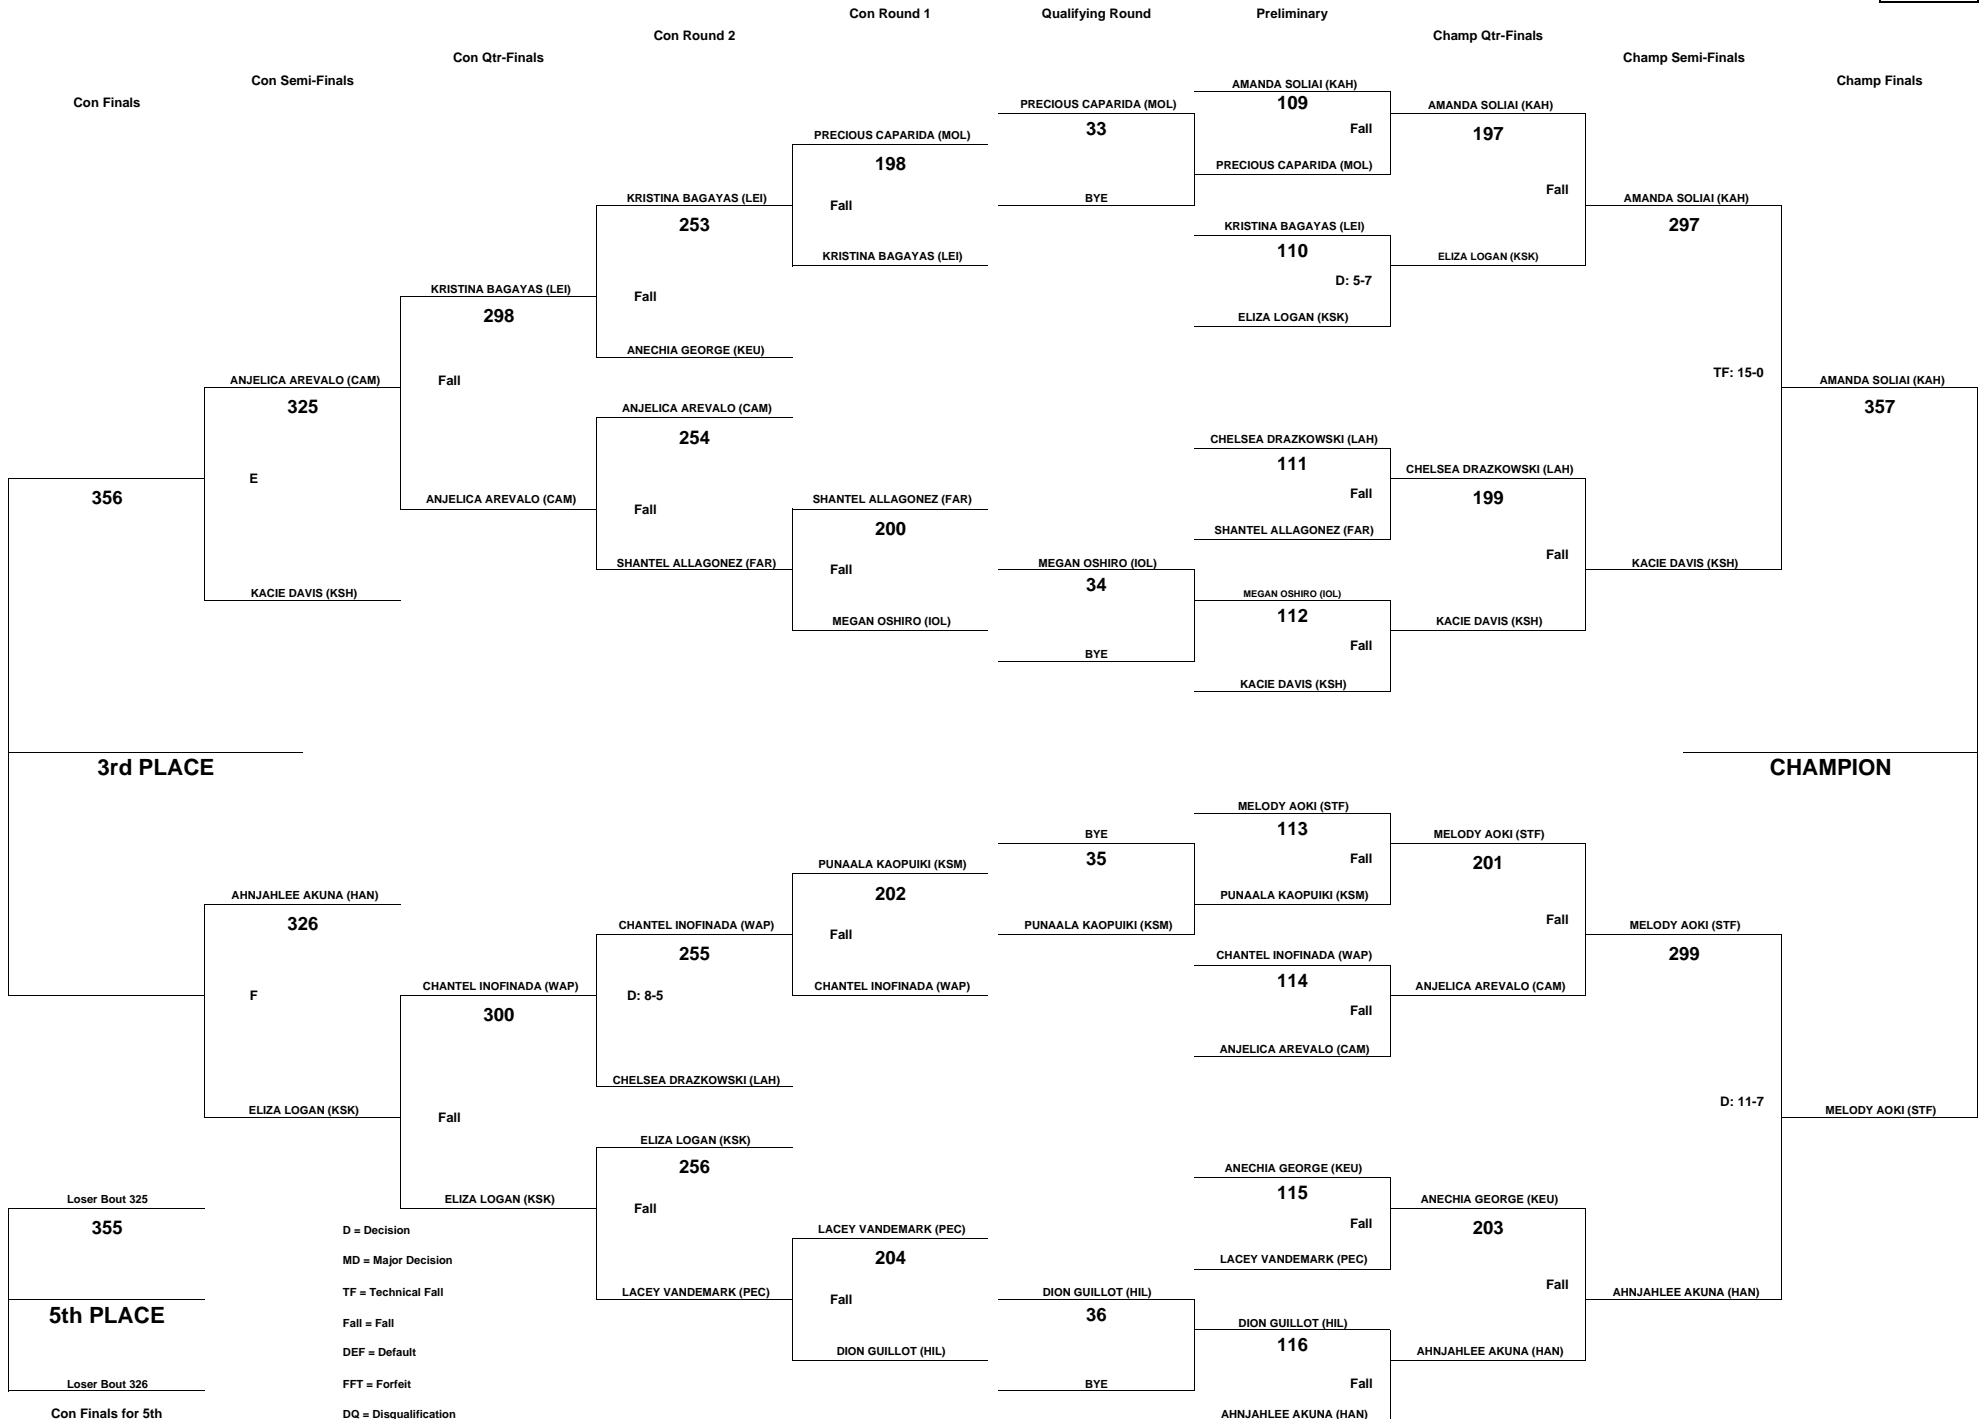 Con Round 1 Qualifying Round Preliminary
Con Round 2 Champ Qtr-Finals
Con Qtr-Finals Champ Semi-Finals
Con Semi-Finals Champ Finals
Con Finals
AMANDA SOLIAI (KAH)
109
Fall
PRECIOUS CAPARIDA (MOL)
PRECIOUS CAPARIDA (MOL)
33
BYE
AMANDA SOLIAI (KAH)
197
Fall
ELIZA LOGAN (KSK)
PRECIOUS CAPARIDA (MOL)
198
Fall
KRISTINA BAGAYAS (LEI)
KRISTINA BAGAYAS (LEI)
253
Fall
ANECHIA GEORGE (KEU)
KRISTINA BAGAYAS (LEI)
110
D: 5-7
ELIZA LOGAN (KSK)
AMANDA SOLIAI (KAH)
297
TF: 15-0
KACIE DAVIS (KSH)
KRISTINA BAGAYAS (LEI)
298
Fall
ANJELICA AREVALO (CAM)
ANJELICA AREVALO (CAM)
325
E
KACIE DAVIS (KSH)
AMANDA SOLIAI (KAH)
357
ANJELICA AREVALO (CAM)
254
Fall
SHANTEL ALLAGONEZ (FAR)
CHELSEA DRAZKOWSKI (LAH)
111
Fall
SHANTEL ALLAGONEZ (FAR)
CHELSEA DRAZKOWSKI (LAH)
199
Fall
KACIE DAVIS (KSH)
356
SHANTEL ALLAGONEZ (FAR)
200
Fall
MEGAN OSHIRO (IOL)
MEGAN OSHIRO (IOL)
34
BYE
MEGAN OSHIRO (IOL)
112
Fall
KACIE DAVIS (KSH)
3rd PLACE
CHAMPION
MELODY AOKI (STF)
113
Fall
PUNAALA KAOPUIKI (KSM)
BYE
35
PUNAALA KAOPUIKI (KSM)
MELODY AOKI (STF)
201
Fall
ANJELICA AREVALO (CAM)
PUNAALA KAOPUIKI (KSM)
202
Fall
CHANTEL INOFINADA (WAP)
AHNJAHLEE AKUNA (HAN)
326
F
ELIZA LOGAN (KSK)
CHANTEL INOFINADA (WAP)
255
D: 8-5
CHELSEA DRAZKOWSKI (LAH)
CHANTEL INOFINADA (WAP)
114
Fall
ANJELICA AREVALO (CAM)
MELODY AOKI (STF)
299
D: 11-7
AHNJAHLEE AKUNA (HAN)
CHANTEL INOFINADA (WAP)
300
Fall
ELIZA LOGAN (KSK)
MELODY AOKI (STF)
ELIZA LOGAN (KSK)
256
Fall
LACEY VANDEMARK (PEC)
ANECHIA GEORGE (KEU)
115
Fall
LACEY VANDEMARK (PEC)
ANECHIA GEORGE (KEU)
203
Fall
AHNJAHLEE AKUNA (HAN)
LACEY VANDEMARK (PEC)
204
Fall
DION GUILLOT (HIL)
DION GUILLOT (HIL)
36
BYE
DION GUILLOT (HIL)
116
Fall
AHNJAHLEE AKUNA (HAN)
Loser Bout 325
355
5th PLACE
Loser Bout 326
Con Finals for 5th
D = Decision
MD = Major Decision
TF = Technical Fall
Fall = Fall
DEF = Default
FFT = Forfeit
DQ = Disqualification